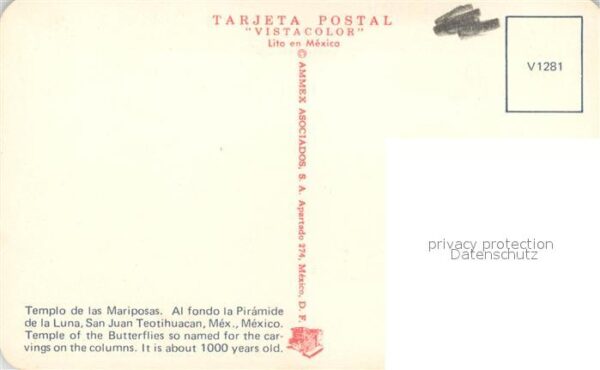 TARJETA POSTAL
"VISTACOLOR"
Lito en México
V1281
© AMMEX ASOCIADOS, S. A. Apartado 274, México, D. F.
privacy protection
Datenschutz
Templo de las Mariposas. Al fondo la Pirámide
de la Luna, San Juan Teotihuacan, Méx., México.
Temple of the Butterflies so named for the car-
vings on the columns. It is about 1000 years old.